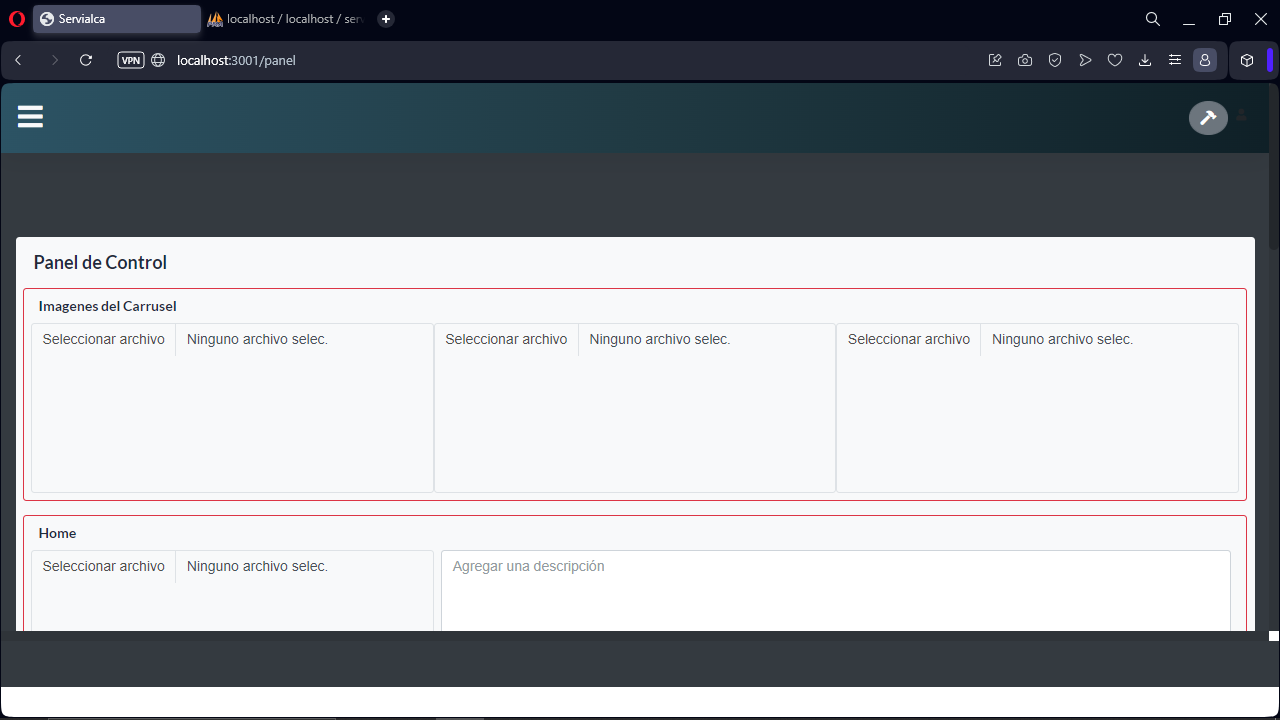 Servialca
localhost / localhost / ser
VPN
localhost:3001/panel
Panel de Control
Imagenes del Carrusel
Seleccionar archivo Ninguno archivo selec. Seleccionar archivo Ninguno archivo selec. Seleccionar archivo Ninguno archivo selec.
Home
Seleccionar archivo Ninguno archivo selec. Agregar una descripción